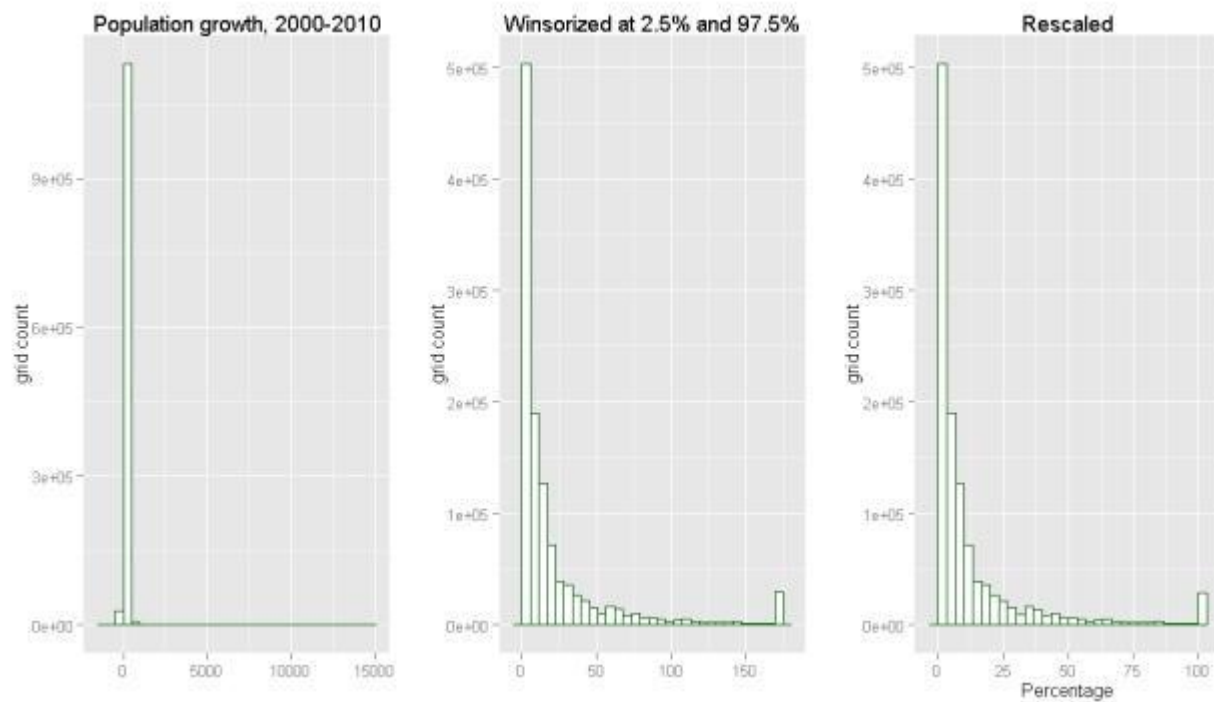 Population growth, 2000-2010
grid count
9e+05
6e+05
3e+05
0e+00
0
5000
10000
15000
Winsorized at 2.5% and 97.5%
grid count
5e+05
4e+05
3e+05
2e+05
1e+05
0e+00
0
50
100
150
Rescaled
grid count
5e+05
4e+05
3e+05
2e+05
1e+05
0e+00
0
25
50
75
100
Percentage